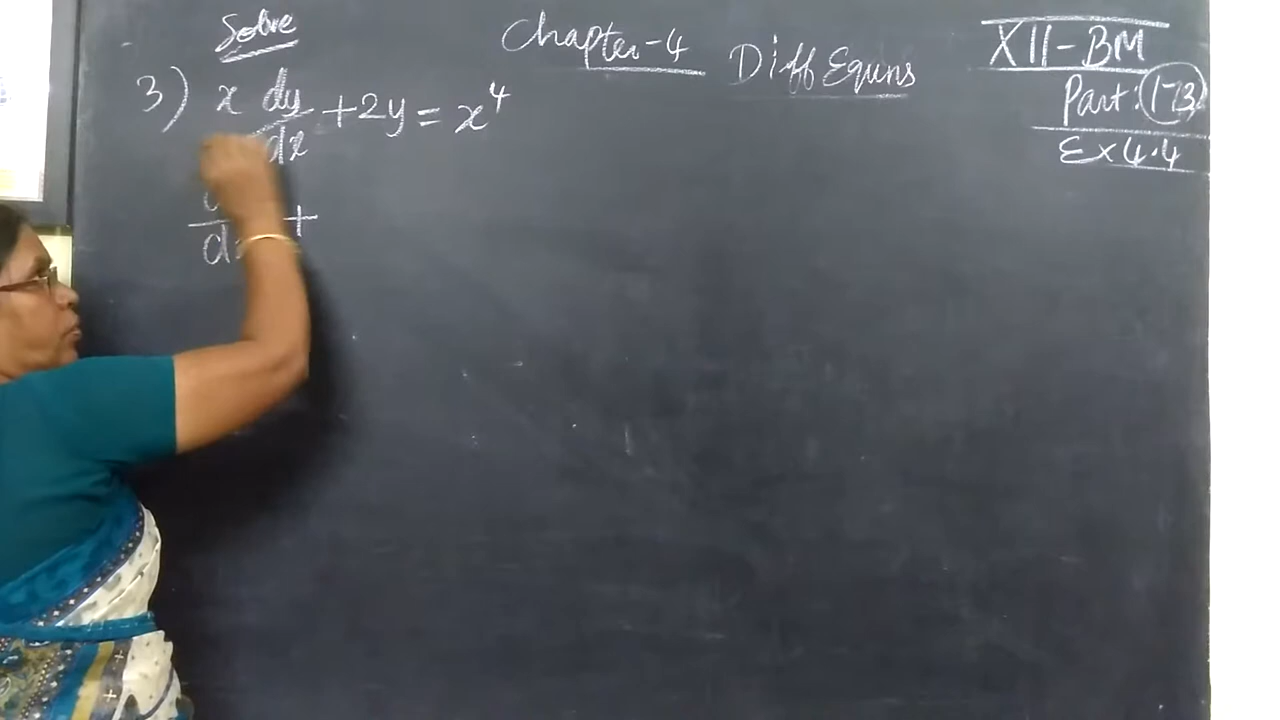 Solve
Chapter-4 Diff Equns
XII-BM
Part: 173
Ex 4.4
3) x dy/dx + 2y = x⁴
d
d +